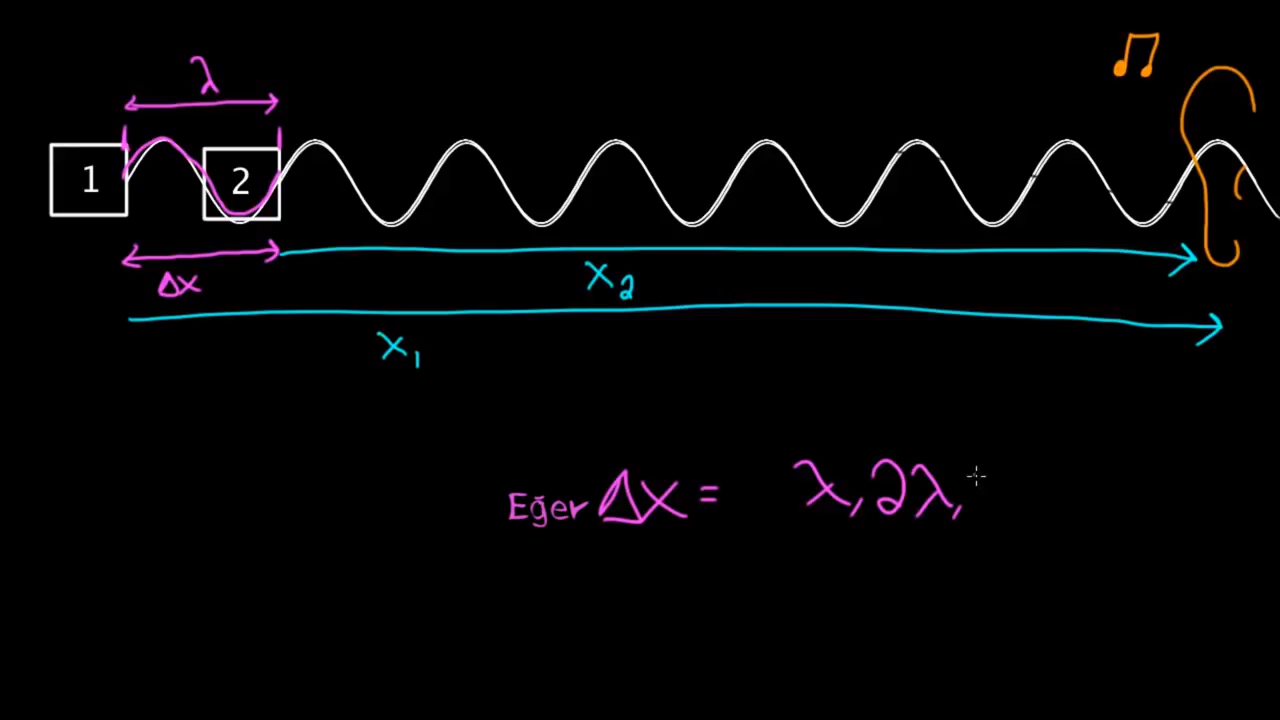 λ
1
2
Δx
x₂
x₁
Eğer Δx = λ, 2λ,